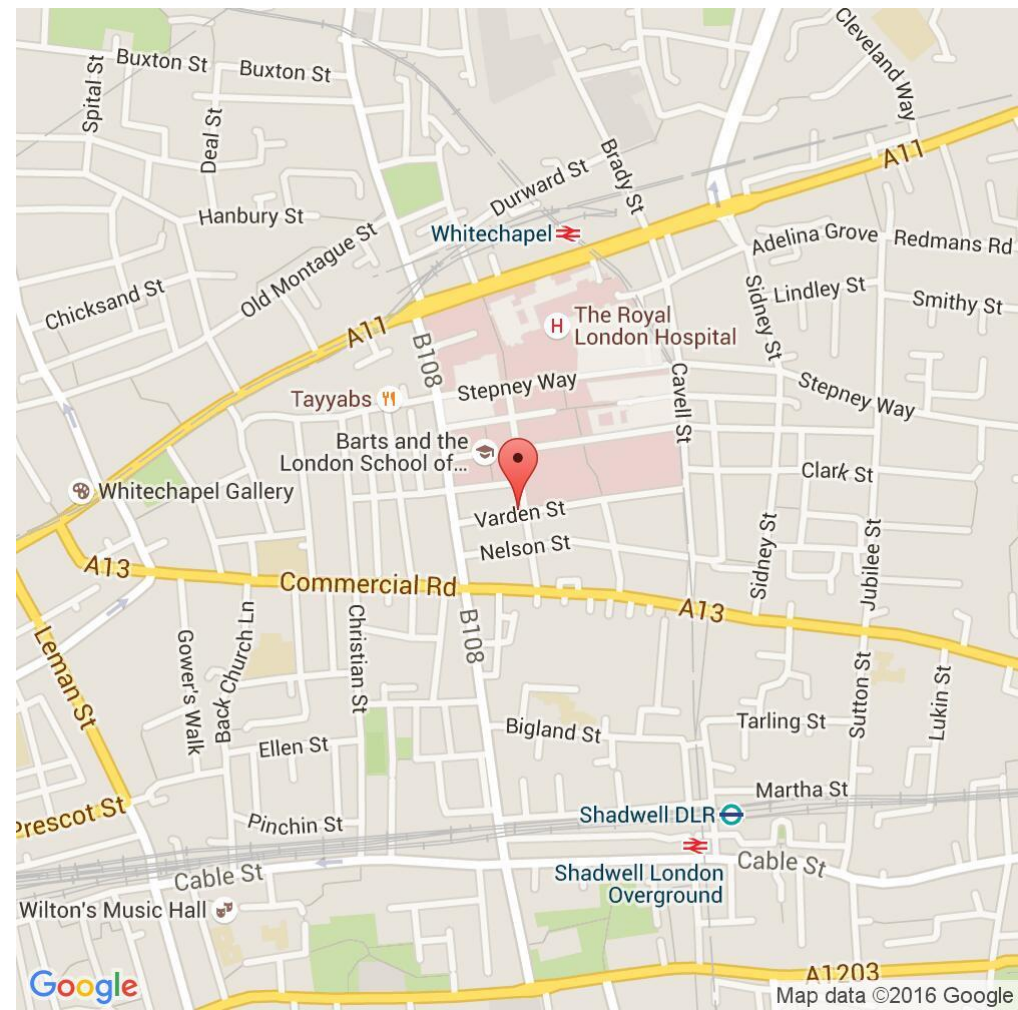 Cleveland Way
Buxton St
Buxton St
Spital St
Deal St
A11
Brady St
Durward St
Hanbury St
Whitechapel
Old Montague St
Adelina Grove
Redmans Rd
Chicksand St
Sidney St
Lindley St
Smithy St
A11
B108
H
The Royal
London Hospital
Stepney Way
Stepney Way
Cavell St
Tayyabs
Barts and the
London School of...
Clark St
Whitechapel Gallery
Varden St
Nelson St
Sidney St
Jubilee St
A13
Commercial Rd
A13
B108
Christian St
Back Church Ln
Gower's Walk
Leman St
Sutton St
Lukin St
Bigland St
Tarling St
Ellen St
Martha St
Prescot St
Pinchin St
Shadwell DLR
Cable St
Cable St
Shadwell London
Overground
Wilton's Music Hall
A1203
Google
Map data ©2016 Google